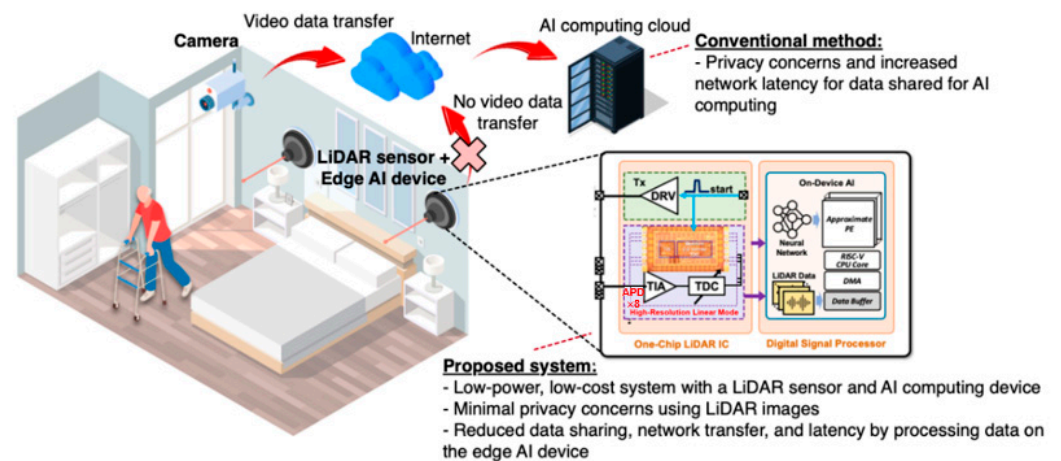 Video data transfer
Camera
Internet
AI computing cloud
Conventional method:
- Privacy concerns and increased
network latency for data shared for AI
computing
No video data
transfer
LiDAR sensor +
Edge AI device
Tx
DRV
start
APD
x8
TIA
TDC
High-Resolution Linear Mode
One-Chip LiDAR IC
On-Device AI
Neural
Network
Approximate
PE
RISC-V
CPU Core
DMA
LiDAR Data
Data Buffer
Digital Signal Processor
Proposed system:
- Low-power, low-cost system with a LiDAR sensor and AI computing device
- Minimal privacy concerns using LiDAR images
- Reduced data sharing, network transfer, and latency by processing data on
the edge AI device